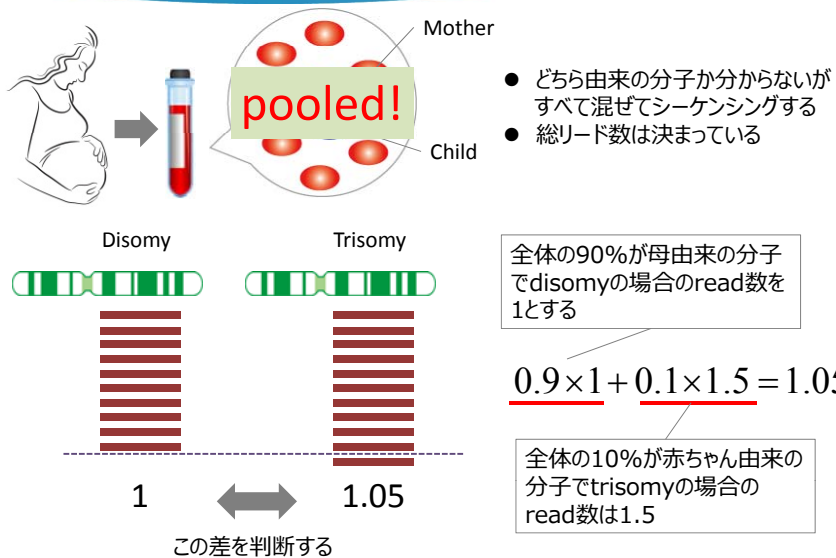 Mother
pooled!
Child
● どちら由来の分子か分からないが
すべて混ぜてシーケンシングする
● 総リード数は決まっている
Disomy
Trisomy
全体の90%が母由来の分子
でdisomyの場合のread数を
1とする
0.9×1+0.1×1.5=1.05
全体の10%が赤ちゃん由来の
分子でtrisomyの場合の
read数は1.5
1
1.05
この差を判断する